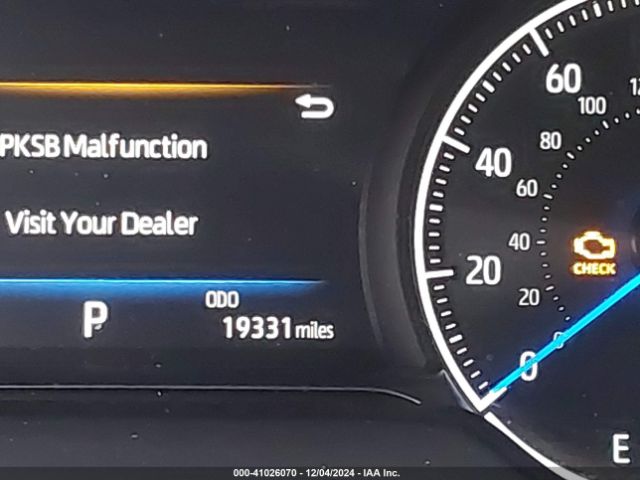 PKSB Malfunction
Visit Your Dealer
P
ODO
19331 miles
60
100
80
40
60
40
20
20
0
0
CHECK
E
000-41026070 - 12/04/2024 - IAA Inc.